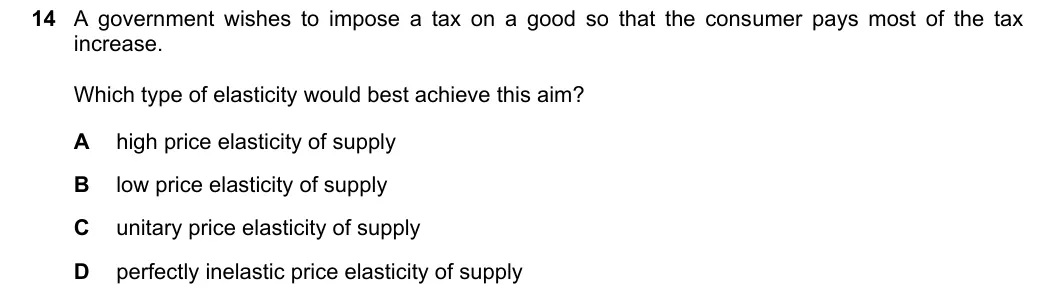 14 A government wishes to impose a tax on a good so that the consumer pays most of the tax
increase.
Which type of elasticity would best achieve this aim?
A high price elasticity of supply
B low price elasticity of supply
C unitary price elasticity of supply
D perfectly inelastic price elasticity of supply